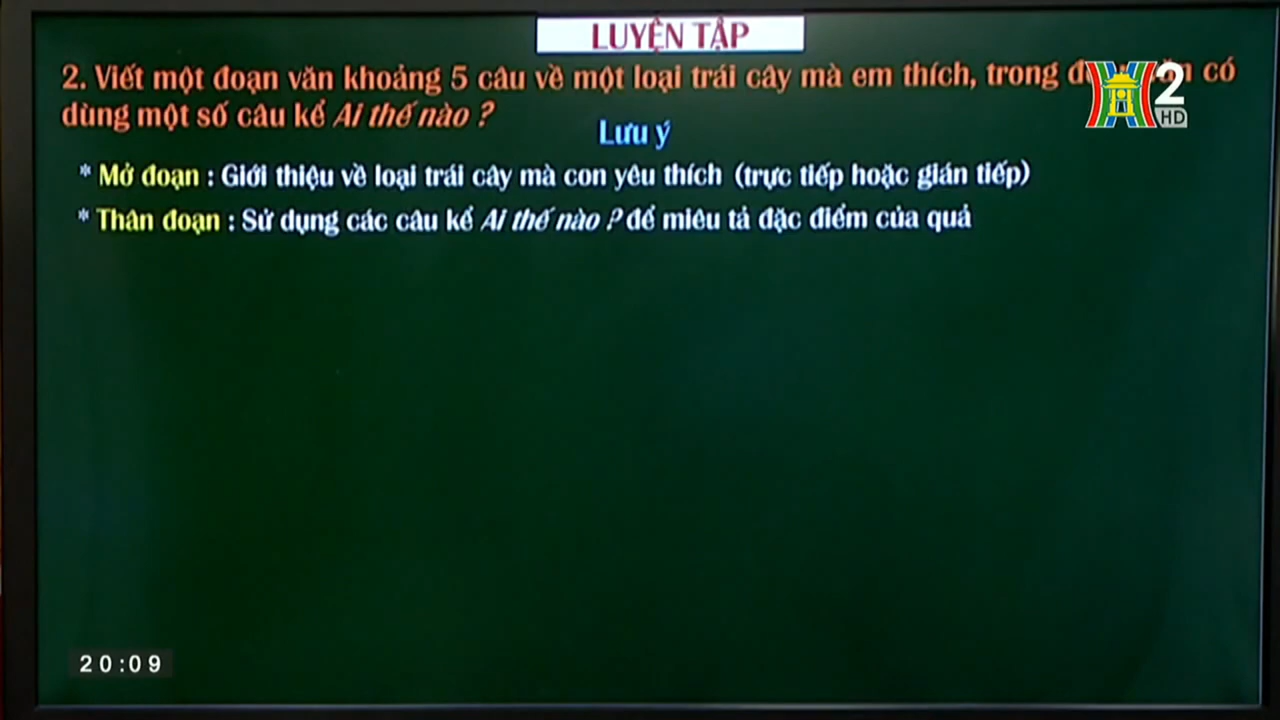 LUYỆN TẬP
2. Viết một đoạn văn khoảng 5 câu về một loại trái cây mà em thích, trong có
dùng một số câu kể Ai thế nào ?
Lưu ý
* Mở đoạn : Giới thiệu về loại trái cây mà con yêu thích (trực tiếp hoặc gián tiếp)
* Thân đoạn : Sử dụng các câu kể Ai thế nào ? để miêu tả đặc điểm của quả
2
HD
20:09